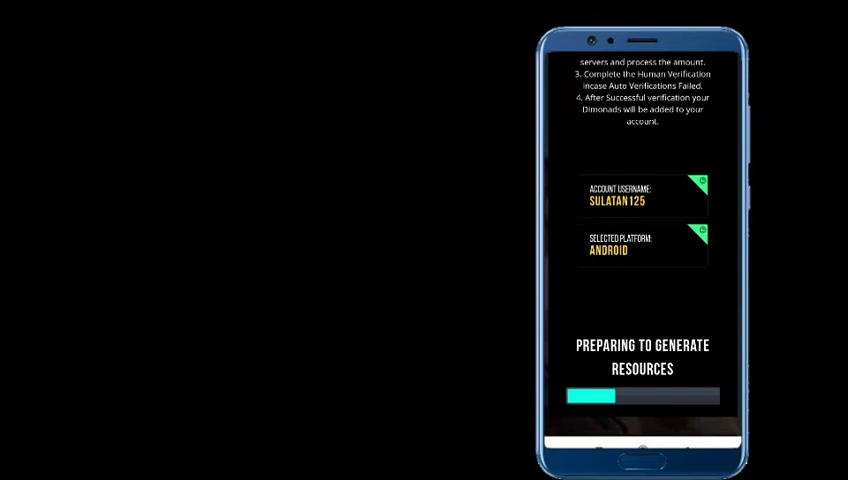 servers and process the amount.
3. Complete the Human Verification
incase Auto Verifications Failed.
4. After Successful verification your
Dimonads will be added to your
account.
ACCOUNT USERNAME:
SULATAN125
SELECTED PLATFORM:
ANDROID
PREPARING TO GENERATE
RESOURCES